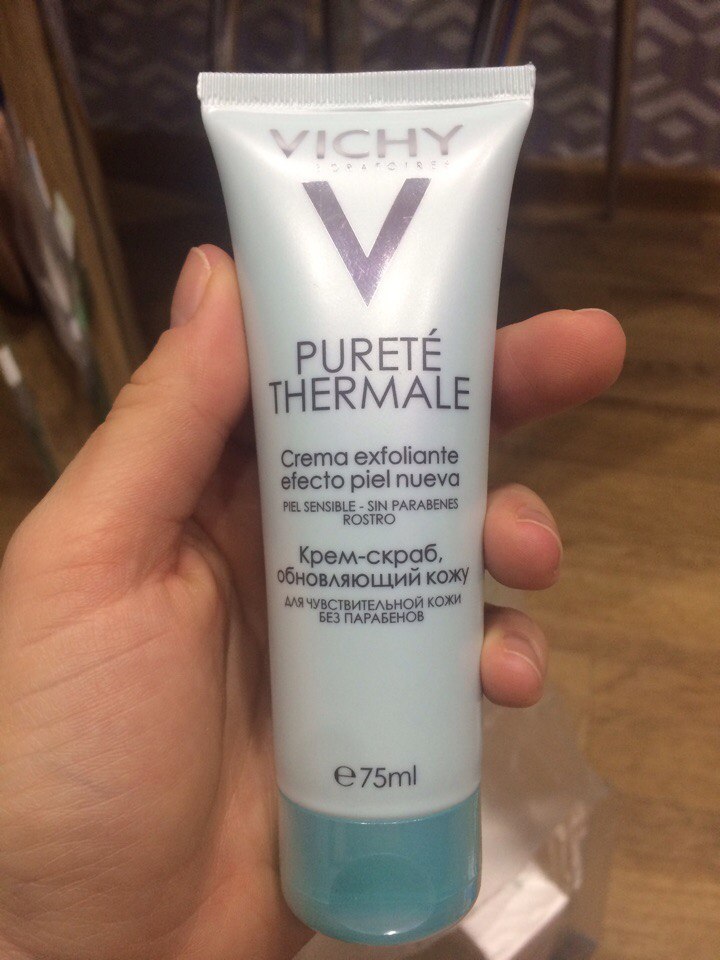 VICHY
LABORATOIRES
V
PURETÉ
THERMALE
Crema exfoliante
efecto piel nueva
PIEL SENSIBLE - SIN PARABENES
ROSTRO
Крем-скраб,
обновляющий кожу
ДЛЯ ЧУВСТВИТЕЛЬНОЙ КОЖИ
БЕЗ ПАРАБЕНОВ
℮75ml